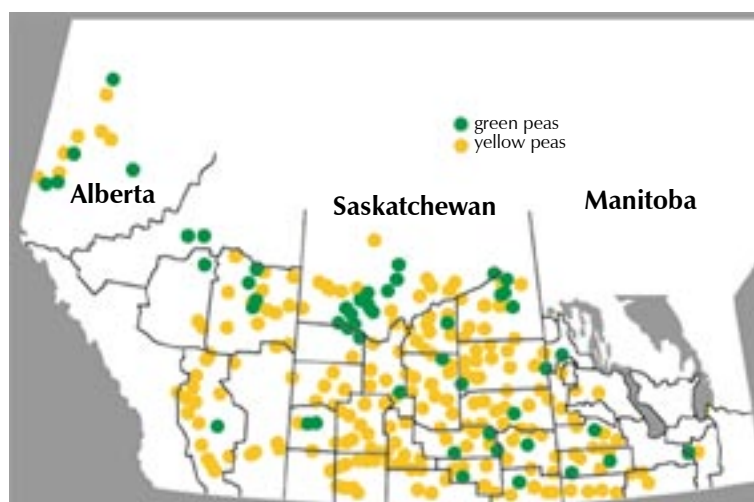 green peas
yellow peas
Alberta
Saskatchewan
Manitoba